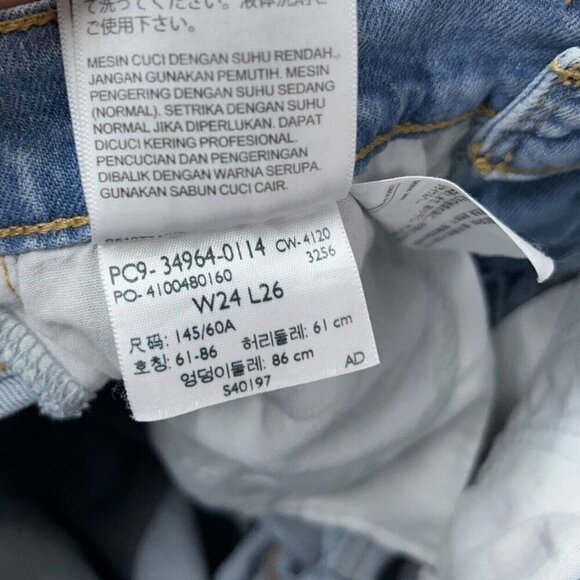 で洗ってください。液体洗剤を
ご使用下さい。
MESIN CUCI DENGAN SUHU RENDAH.
JANGAN GUNAKAN PEMUTIH. MESIN
PENGERING DENGAN SUHU SEDANG
(NORMAL). SETRIKA DENGAN SUHU
NORMAL JIKA DIPERLUKAN. DAPAT
DICUCI KERING PROFESIONAL.
PENCUCIAN DAN PENGERINGAN
DENGAN WARNA SERUPA.
GUNAKAN SABUN CUCI CAIR.
PC9- 34964-0114 CW-4120
PO- 4100480160 3256
W24 L26
尺码: 145/60A
호칭: 61-86 허리둘레: 61 cm
엉덩이둘레: 86 cm
S40197 AD